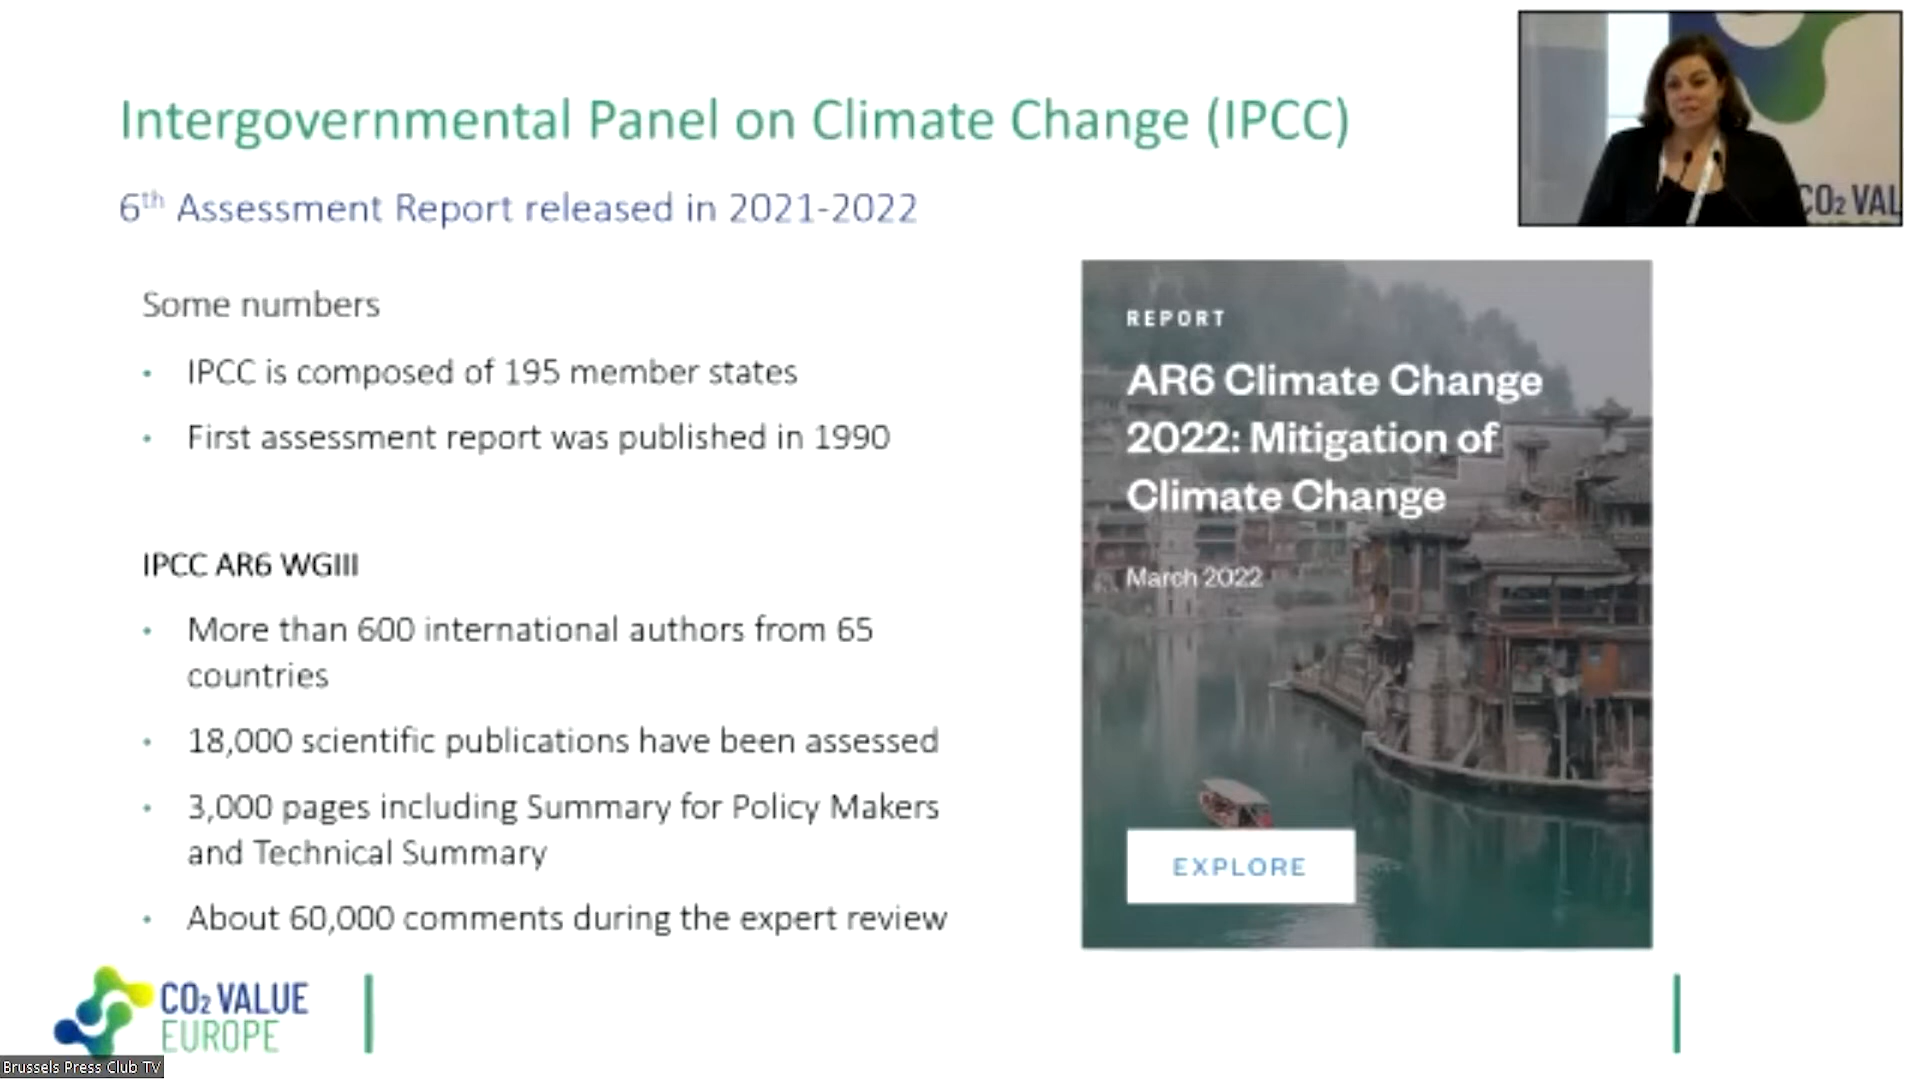 Intergovernmental Panel on Climate Change (IPCC)
6th Assessment Report released in 2021-2022
Some numbers
• IPCC is composed of 195 member states
• First assessment report was published in 1990
IPCC AR6 WGIII
• More than 600 international authors from 65
countries
• 18,000 scientific publications have been assessed
• 3,000 pages including Summary for Policy Makers
and Technical Summary
• About 60,000 comments during the expert review
REPORT
AR6 Climate Change
2022: Mitigation of
Climate Change
March 2022
EXPLORE
CO2 VAL
CO2 VALUE
EUROPE
Brussels Press Club TV